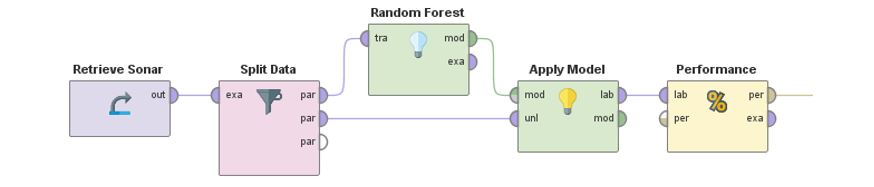 Random Forest
tra mod
exa
Retrieve Sonar
out
Split Data
exa par
par
par
Apply Model
mod lab
unl mod
Performance
%
lab per
per exa